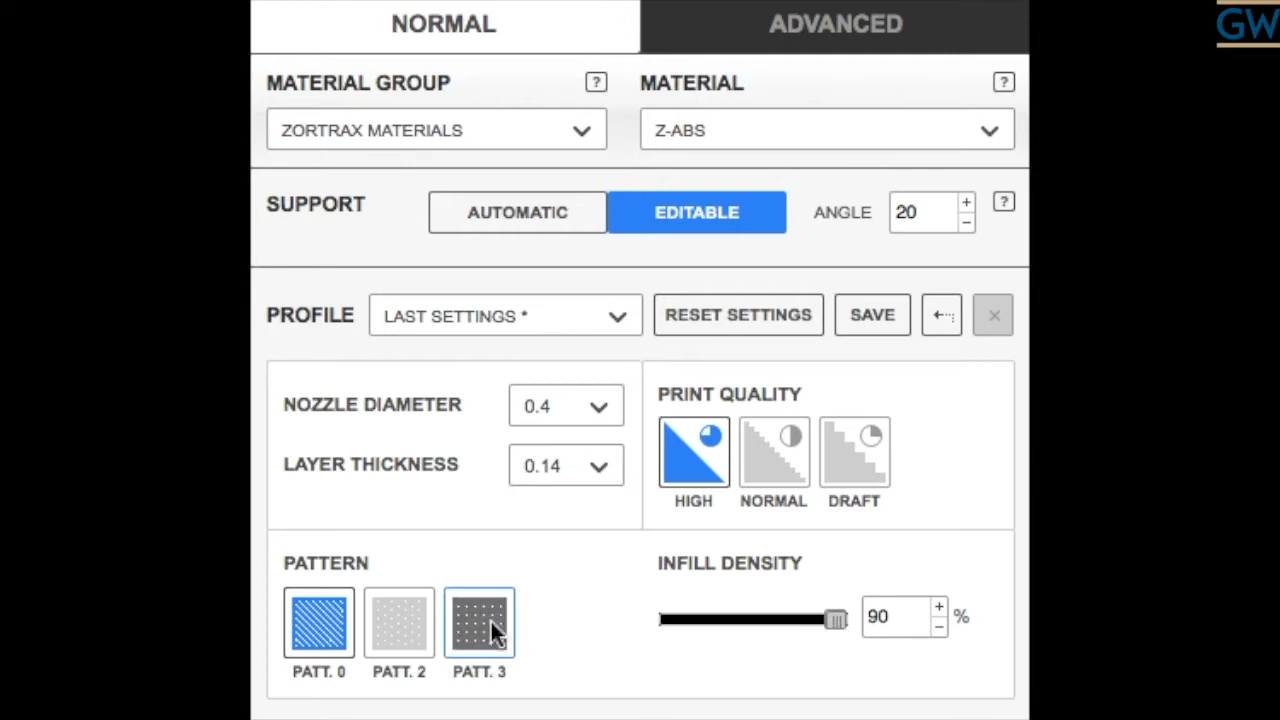 NORMAL ADVANCED
GW
MATERIAL GROUP ? MATERIAL ?
ZORTRAX MATERIALS Z-ABS
SUPPORT AUTOMATIC EDITABLE ANGLE 20 + - ?
PROFILE LAST SETTINGS * RESET SETTINGS SAVE
NOZZLE DIAMETER 0.4
LAYER THICKNESS 0.14
PRINT QUALITY
HIGH NORMAL DRAFT
PATTERN
PATT. 0 PATT. 2 PATT. 3
INFILL DENSITY
90 + - %